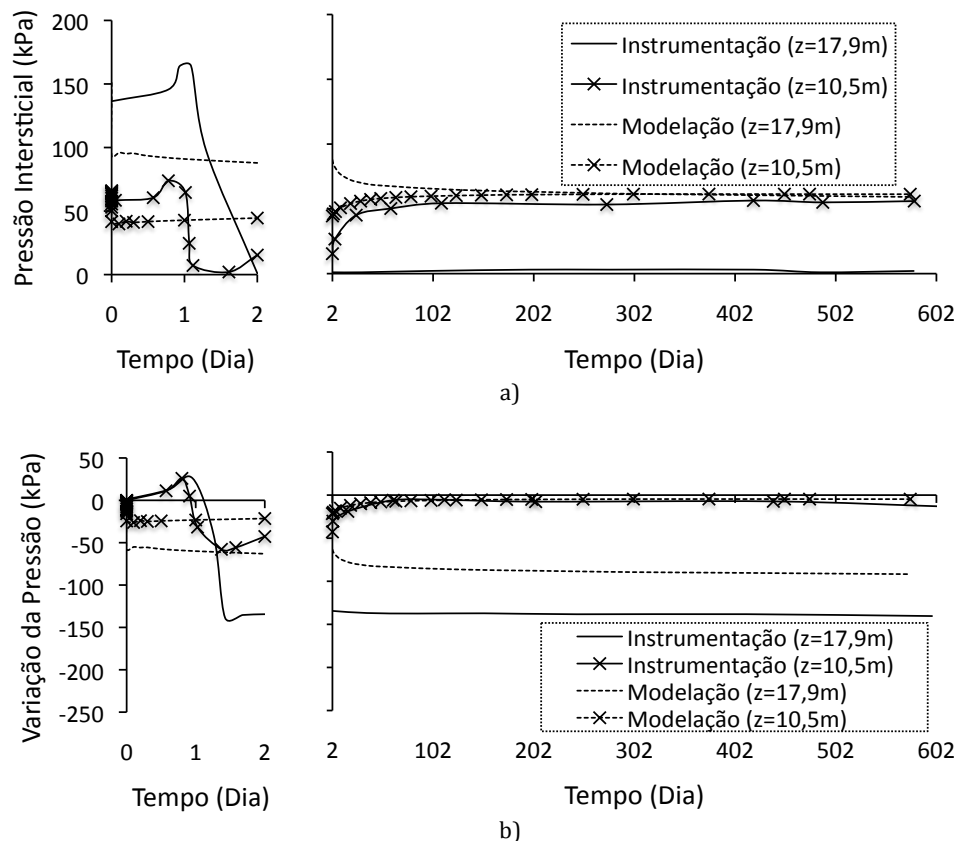 Pressão Intersticial (kPa)
200
150
100
50
0
0 1 2
Tempo (Dia)
Instrumentação (z=17,9m)
Instrumentação (z=10,5m)
Modelação (z=17,9m)
Modelação (z=10,5m)
2 102 202 302 402 502 602
Tempo (Dia)
a)
Variação da Pressão (kPa)
50
0
-50
-100
-150
-200
-250
0 1 2
Tempo (Dia)
Instrumentação (z=17,9m)
Instrumentação (z=10,5m)
Modelação (z=17,9m)
Modelação (z=10,5m)
2 102 202 302 402 502 602
Tempo (Dia)
b)